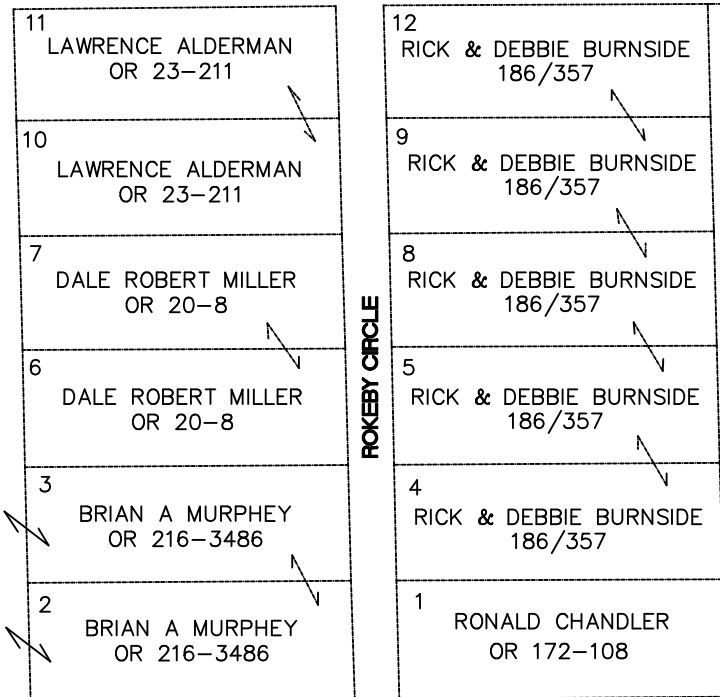 11
LAWRENCE ALDERMAN
OR 23-211
10
LAWRENCE ALDERMAN
OR 23-211
7
DALE ROBERT MILLER
OR 20-8
6
DALE ROBERT MILLER
OR 20-8
3
BRIAN A MURPHEY
OR 216-3486
2
BRIAN A MURPHEY
OR 216-3486
ROKEBY CIRCLE
12
RICK & DEBBIE BURNSIDE
186/357
9
RICK & DEBBIE BURNSIDE
186/357
8
RICK & DEBBIE BURNSIDE
186/357
5
RICK & DEBBIE BURNSIDE
186/357
4
RICK & DEBBIE BURNSIDE
186/357
1
RONALD CHANDLER
OR 172-108